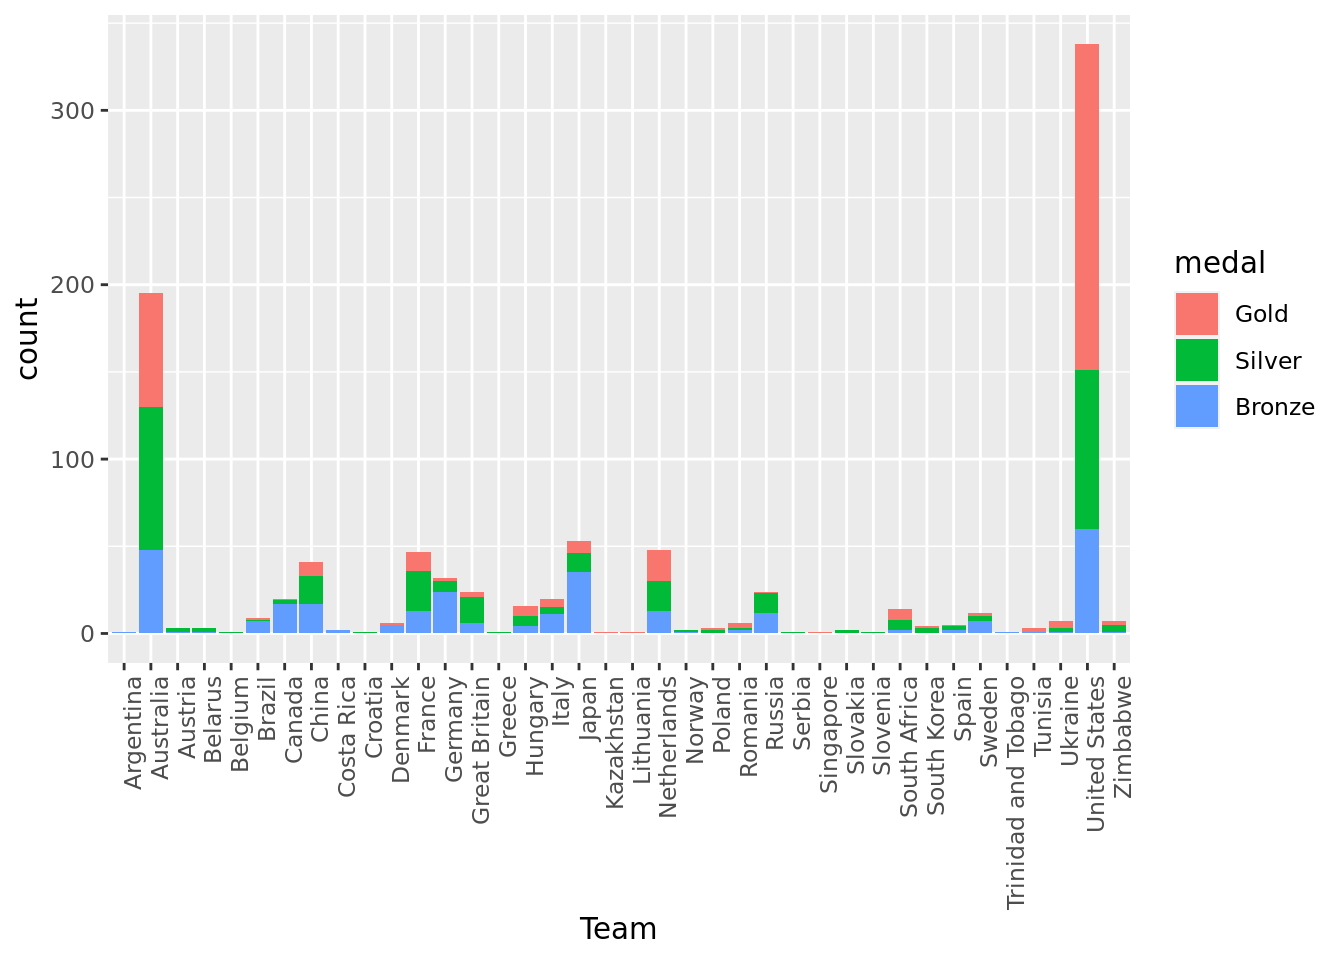 300
200
100
0
count
Argentina
Australia
Austria
Belarus
Belgium
Brazil
Canada
China
Costa Rica
Croatia
Denmark
France
Germany
Great Britain
Greece
Hungary
Italy
Japan
Kazakhstan
Lithuania
Netherlands
Norway
Poland
Romania
Russia
Serbia
Singapore
Slovakia
Slovenia
South Africa
South Korea
Spain
Sweden
Trinidad and Tobago
Tunisia
Ukraine
United States
Zimbabwe
Team
medal
Gold
Silver
Bronze